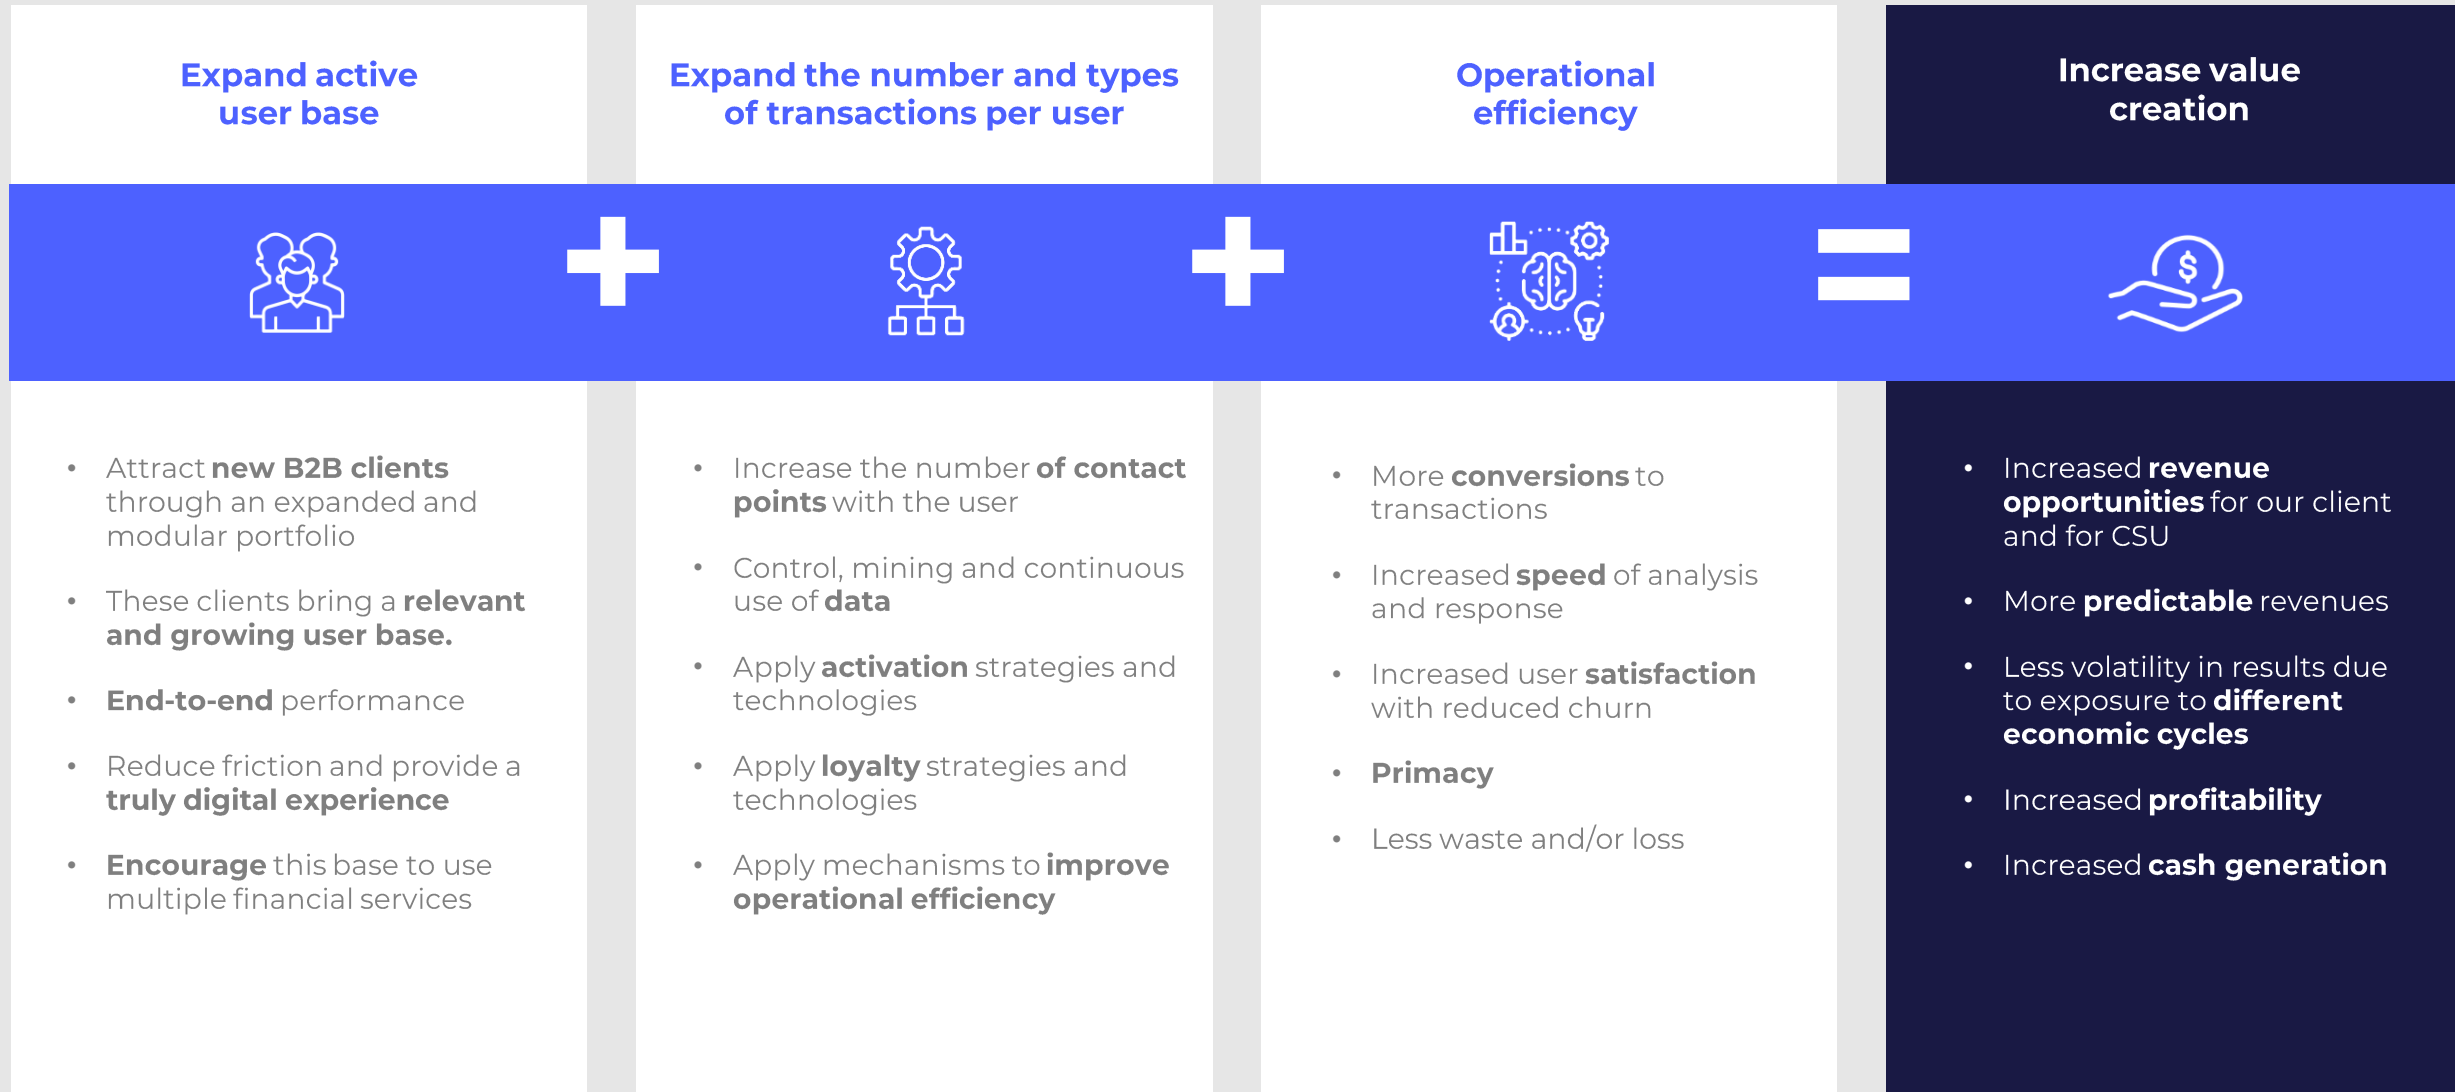 Expand active
user base
Expand the number and types
of transactions per user
Operational
efficiency
Increase value
creation
+
+
=
$
• Attract new B2B clients
through an expanded and
modular portfolio
• These clients bring a relevant
and growing user base.
• End-to-end performance
• Reduce friction and provide a
truly digital experience
• Encourage this base to use
multiple financial services
• Increase the number of contact
points with the user
• Control, mining and continuous
use of data
• Apply activation strategies and
technologies
• Apply loyalty strategies and
technologies
• Apply mechanisms to improve
operational efficiency
• More conversions to
transactions
• Increased speed of analysis
and response
• Increased user satisfaction
with reduced churn
• Primacy
• Less waste and/or loss
• Increased revenue
opportunities for our client
and for CSU
• More predictable revenues
• Less volatility in results due
to exposure to different
economic cycles
• Increased profitability
• Increased cash generation